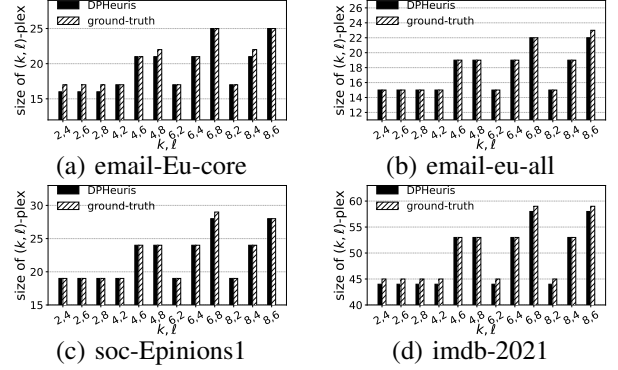 DPHeuris
ground-truth
size of (k, ℓ)-plex
25
20
15
2,4 2,6 2,8 4,2 4,6 4,8 6,2 6,4 6,8 8,2 8,4 8,6
k, ℓ
(a) email-Eu-core
DPHeuris
ground-truth
size of (k, ℓ)-plex
26
24
22
20
18
16
14
12
2,4 2,6 2,8 4,2 4,6 4,8 6,2 6,4 6,8 8,2 8,4 8,6
k, ℓ
(b) email-eu-all
DPHeuris
ground-truth
size of (k, ℓ)-plex
30
25
20
15
2,4 2,6 2,8 4,2 4,6 4,8 6,2 6,4 6,8 8,2 8,4 8,6
k, ℓ
(c) soc-Epinions1
DPHeuris
ground-truth
size of (k, ℓ)-plex
60
55
50
45
40
2,4 2,6 2,8 4,2 4,6 4,8 6,2 6,4 6,8 8,2 8,4 8,6
k, ℓ
(d) imdb-2021